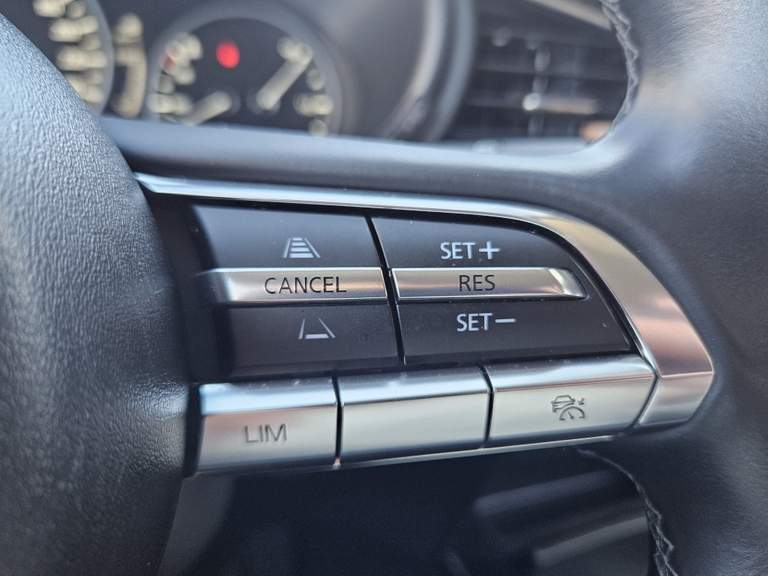 SET+
CANCEL
RES
SET-
LIM